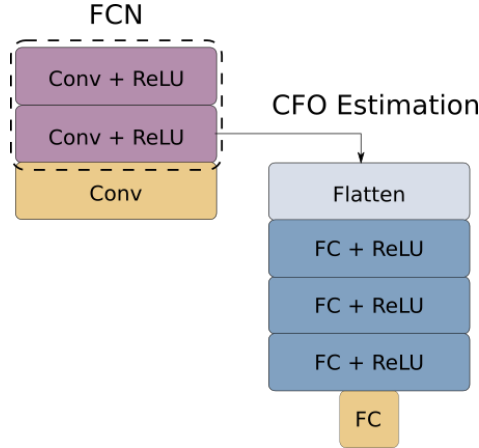 FCN
Conv + ReLU
Conv + ReLU
Conv
CFO Estimation
Flatten
FC + ReLU
FC + ReLU
FC + ReLU
FC